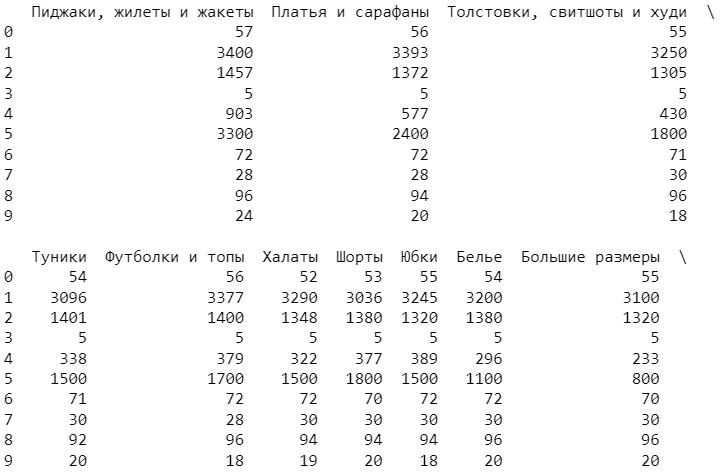 Пиджаки, жилеты и жакеты Платья и сарафаны Толстовки, свитшоты и худи \
0 57 56 55
1 3400 3393 3250
2 1457 1372 1305
3 5 5 5
4 903 577 430
5 3300 2400 1800
6 72 72 71
7 28 28 30
8 96 94 96
9 24 20 18
Туники Футболки и топы Халаты Шорты Юбки Белье Большие размеры \
0 54 56 52 53 55 54 55
1 3096 3377 3290 3036 3245 3200 3100
2 1401 1400 1348 1380 1320 1380 1320
3 5 5 5 5 5 5 5
4 338 379 322 377 389 296 233
5 1500 1700 1500 1800 1500 1100 800
6 71 72 72 70 72 72 70
7 30 28 30 30 30 30 30
8 92 96 94 94 94 96 96
9 20 18 19 20 18 20 20